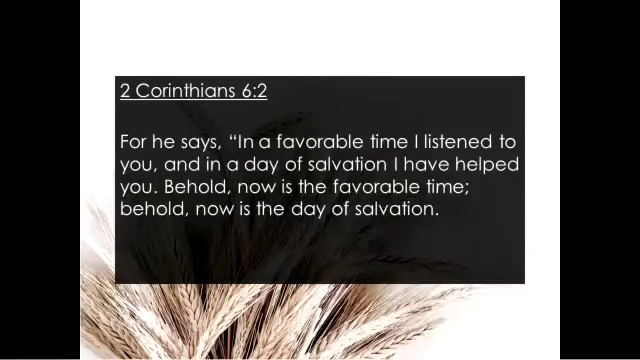 2 Corinthians 6:2
For he says, “In a favorable time I listened to
you, and in a day of salvation I have helped
you. Behold, now is the favorable time;
behold, now is the day of salvation.